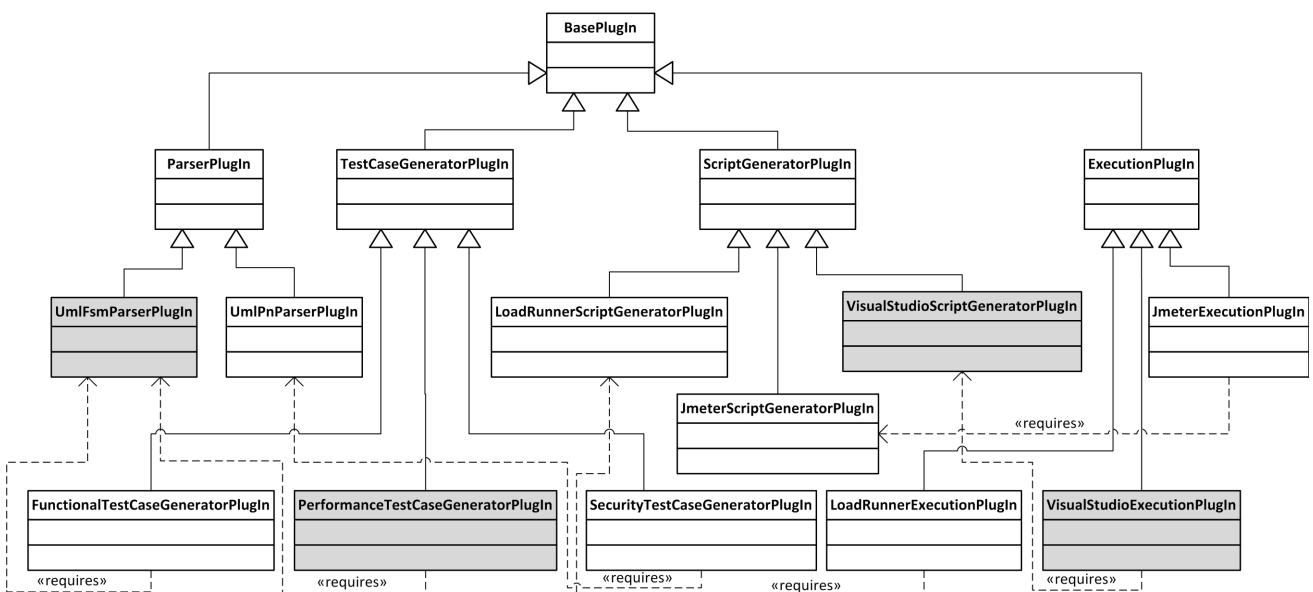 BasePlugIn
ParserPlugIn
TestCaseGeneratorPlugIn
ScriptGeneratorPlugIn
ExecutionPlugIn
UmlFsmParserPlugIn
UmlPnParserPlugIn
LoadRunnerScriptGeneratorPlugIn
VisualStudioScriptGeneratorPlugIn
JmeterExecutionPlugIn
JmeterScriptGeneratorPlugIn
«requires»
FunctionalTestCaseGeneratorPlugIn
PerformanceTestCaseGeneratorPlugIn
SecurityTestCaseGeneratorPlugIn
LoadRunnerExecutionPlugIn
VisualStudioExecutionPlugIn
«requires»
«requires»
«requires»
«requires»
«requires»